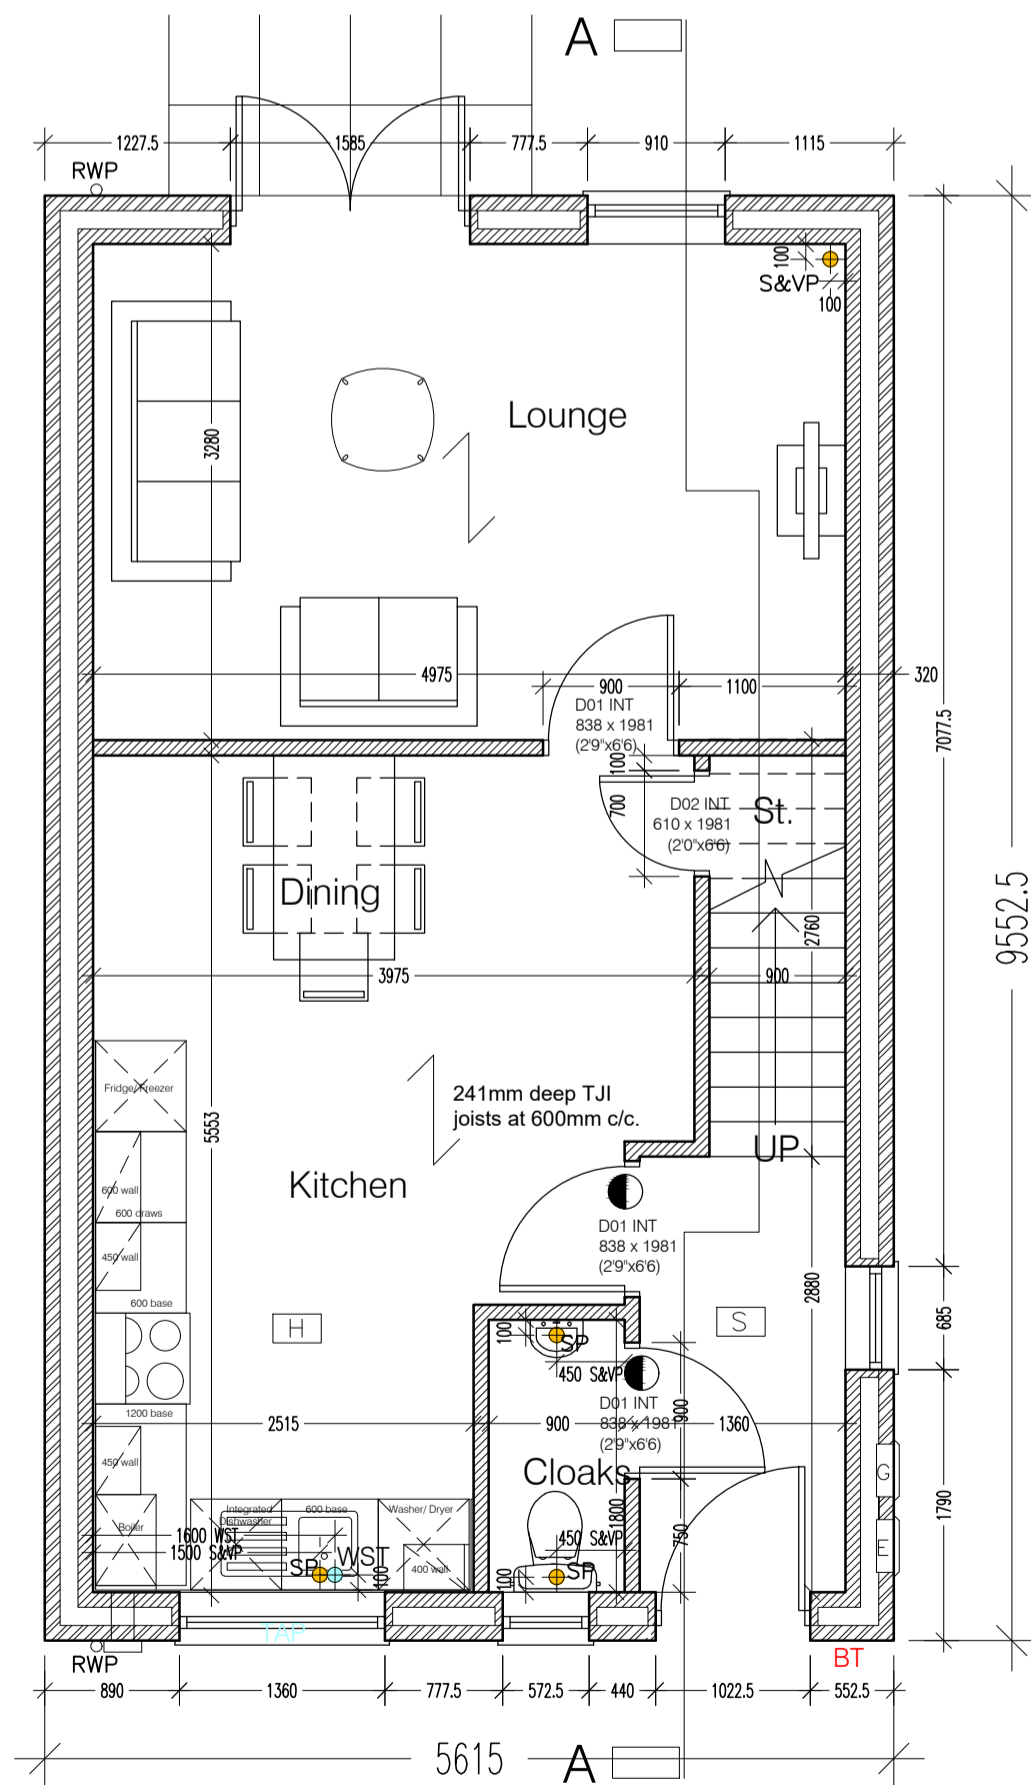 A
1227.5
1585
777.5
910
1115
RWP
100
S&VP
100
Lounge
3280
4975
900
1100
320
D01 INT
838 x 1981
(2'9"x6'6)
7077.5
100
700
D02 INT
610 x 1981
(2'0"x6'6)
St.
Dining
2760
9552.5
3975
900
Fridge/Freezer
241mm deep TJI
joists at 600mm c/c.
5553
UP
Kitchen
600 wall
600 draws
D01 INT
838 x 1981
(2'9"x6'6)
450 wall
2880
600 base
685
H
S
100
SP
450 S&VP
1200 base
D01 INT
838 x 1981
(2'9"x6'6)
900
2515
900
1360
450 wall
Cloaks
G
1790
Boiler
Integrated
Dishwasher
600 base
Washer/ Dryer
1800
750
1600 WST
1500 S&VP
450 S&VP
E
SP
WST
100
400 wall
100
SP
TAP
RWP
BT
890
1360
777.5
572.5
440
1022.5
552.5
5615
A